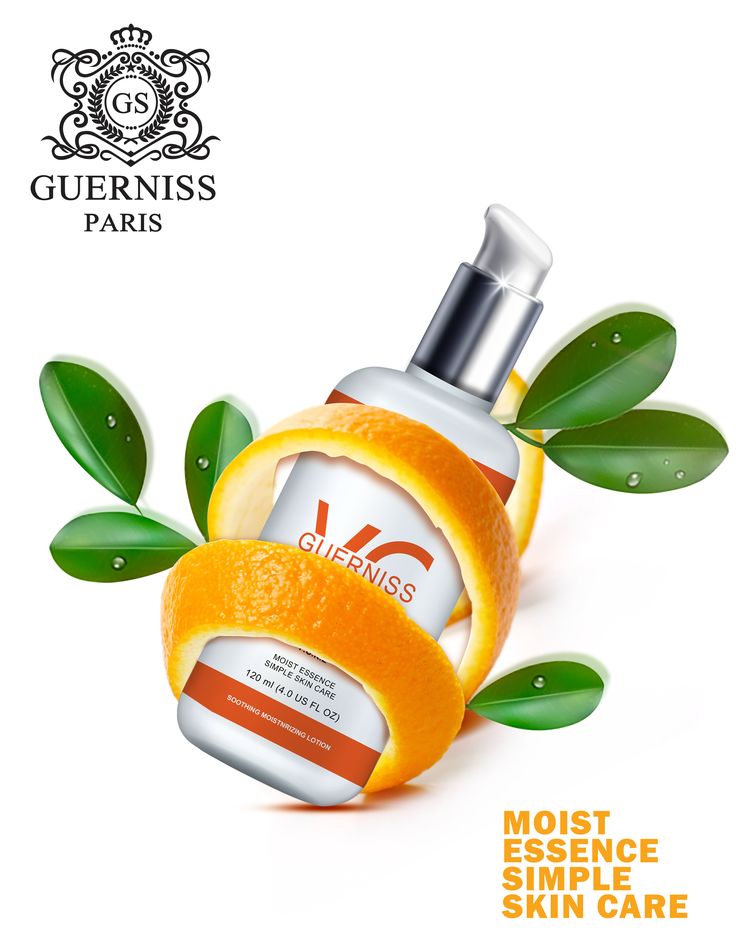 GS
GUERNISS
PARIS
VC
GUERNISS
MOIST ESSENCE
SIMPLE SKIN CARE
120 ml (4.0 US FL OZ)
SOOTHING MOISTNRIZING LOTION
MOIST
ESSENCE
SIMPLE
SKIN CARE